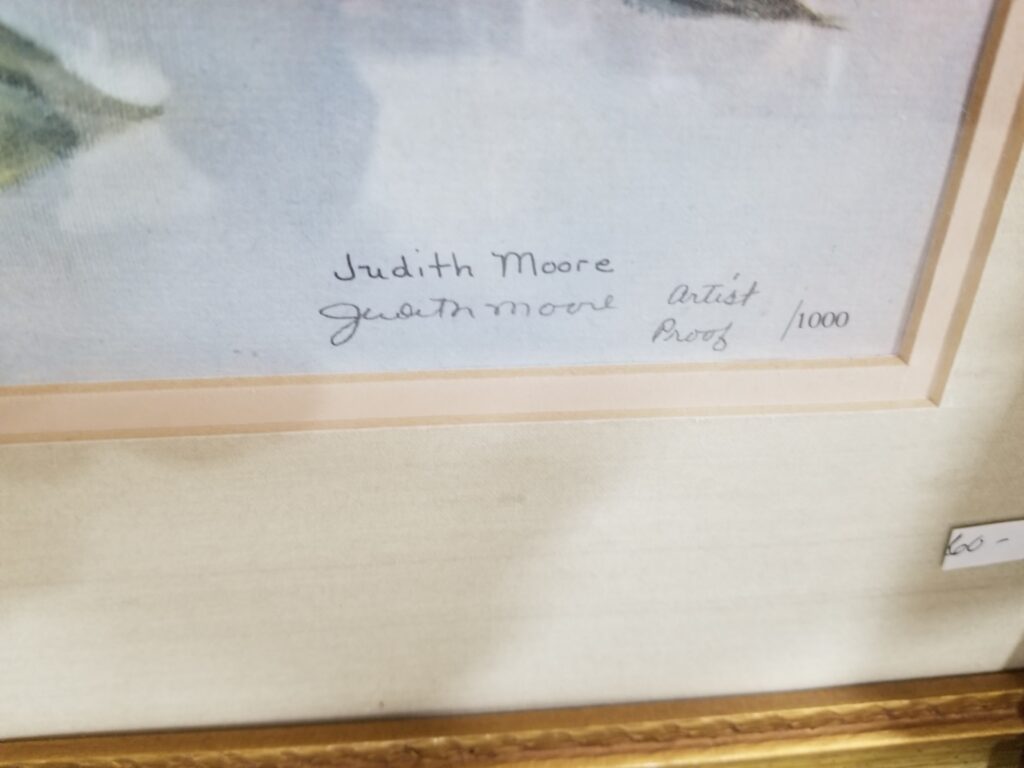 Judith Moore
Judith Moore
Artist
Proof
/1000
60-